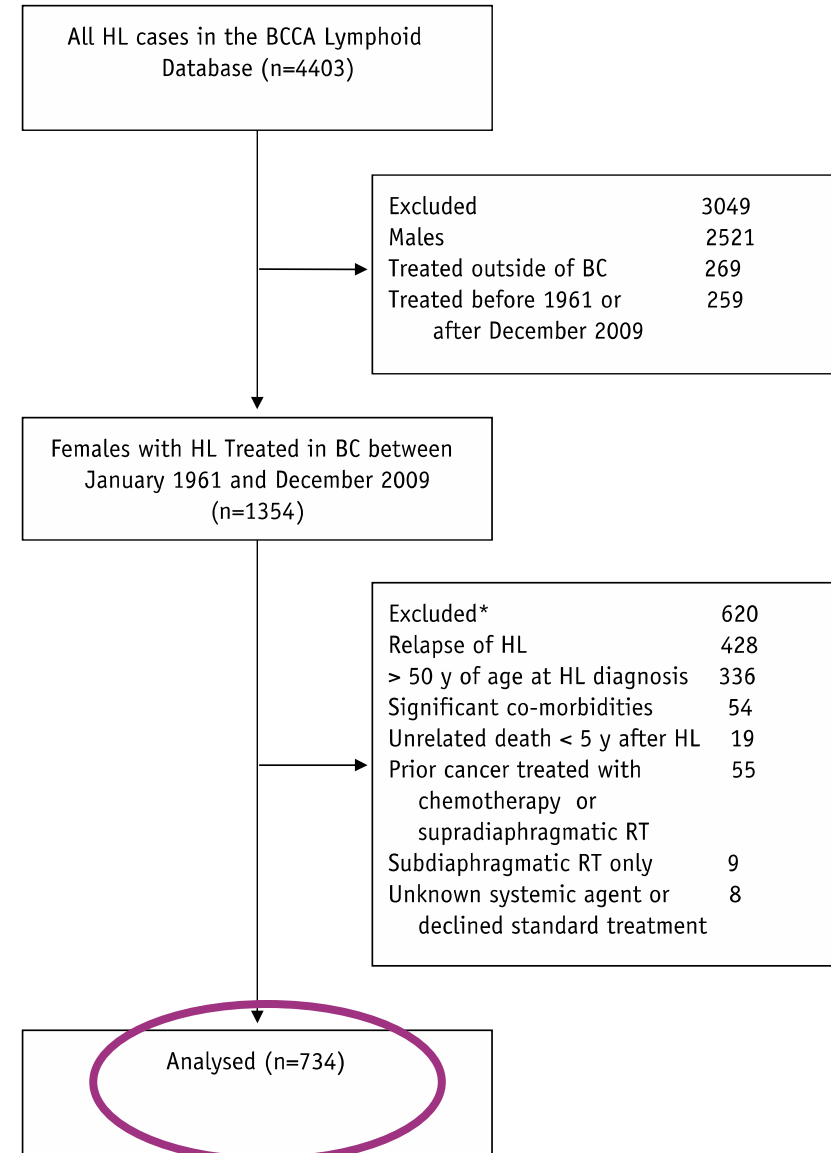 All HL cases in the BCCA Lymphoid
Database (n=4403)
Excluded 3049
Males 2521
Treated outside of BC 269
Treated before 1961 or 259
after December 2009
Females with HL Treated in BC between
January 1961 and December 2009
(n=1354)
Excluded* 620
Relapse of HL 428
> 50 y of age at HL diagnosis 336
Significant co-morbidities 54
Unrelated death < 5 y after HL 19
Prior cancer treated with 55
chemotherapy or
supradiaphragmatic RT
Subdiaphragmatic RT only 9
Unknown systemic agent or 8
declined standard treatment
Analysed (n=734)